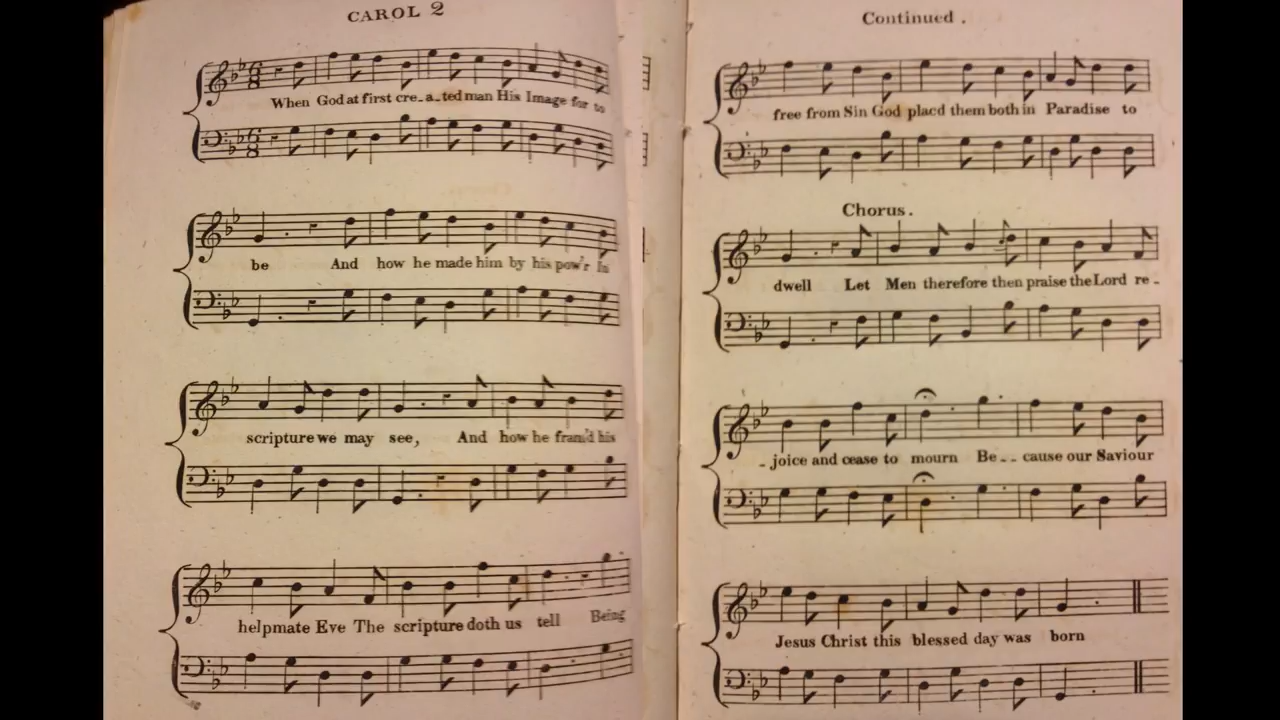 CAROL 2
When God at first cre_a_ted man His Image for to
be And how he made him by his pow'r In
scripture we may see, And how he fram'd his
helpmate Eve The scripture doth us tell Being
Continued .
free from Sin God placd them both in Paradise to
Chorus .
dwell Let Men therefore then praise the Lord re_
_joice and cease to mourn Be__cause our Saviour
Jesus Christ this blessed day was born